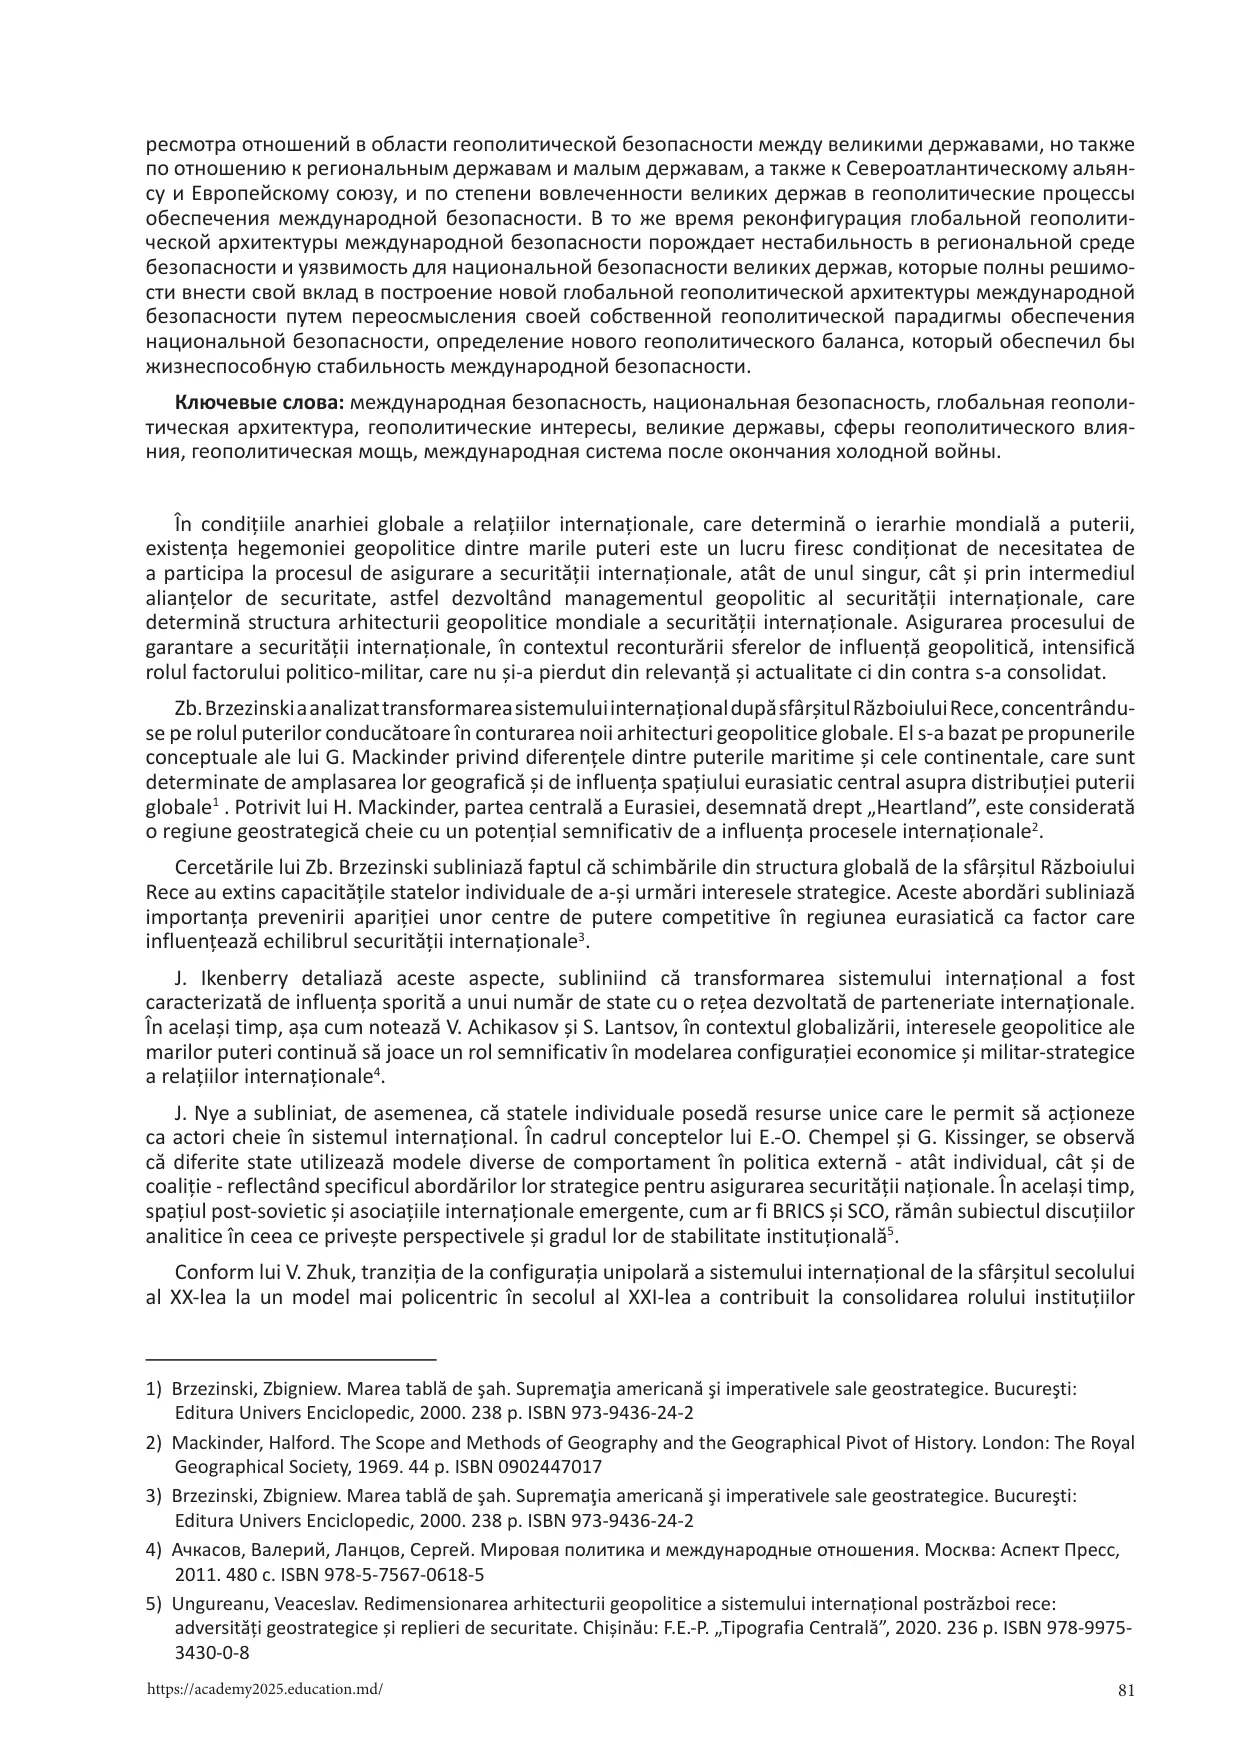 ресмотра отношений в области геополитической безопасности между великими державами, но также
по отношению к региональным державам и малым державам, а также к Североатлантическому альян-
су и Европейскому союзу, и по степени вовлеченности великих держав в геополитические процессы
обеспечения международной безопасности. В то же время реконфигурация глобальной геополити-
ческой архитектуры международной безопасности порождает нестабильность в региональной среде
безопасности и уязвимость для национальной безопасности великих держав, которые полны решимо-
сти внести свой вклад в построение новой глобальной геополитической архитектуры международной
безопасности путем переосмысления своей собственной геополитической парадигмы обеспечения
национальной безопасности, определение нового геополитического баланса, который обеспечил бы
жизнеспособную стабильность международной безопасности.
Ключевые слова: международная безопасность, национальная безопасность, глобальная геополи-
тическая архитектура, геополитические интересы, великие державы, сферы геополитического влия-
ния, геополитическая мощь, международная система после окончания холодной войны.
În condițiile anarhiei globale a relațiilor internaționale, care determină o ierarhie mondială a puterii,
existența hegemoniei geopolitice dintre marile puteri este un lucru firesc condiționat de necesitatea de
a participa la procesul de asigurare a securității internaționale, atât de unul singur, cât și prin intermediul
alianțelor de securitate, astfel dezvoltând managementul geopolitic al securității internaționale, care
determină structura arhitecturii geopolitice mondiale a securității internaționale. Asigurarea procesului de
garantare a securității internaționale, în contextul reconturării sferelor de influență geopolitică, intensifică
rolul factorului politico-militar, care nu și-a pierdut din relevanță și actualitate ci din contra s-a consolidat.
Zb. Brzezinski a analizat transformarea sistemului internațional după sfârșitul Războiului Rece, concentrându-
se pe rolul puterilor conducătoare în conturarea noii arhitecturi geopolitice globale. El s-a bazat pe propunerile
conceptuale ale lui G. Mackinder privind diferențele dintre puterile maritime și cele continentale, care sunt
determinate de amplasarea lor geografică și de influența spațiului eurasiatic central asupra distribuției puterii
globale1 . Potrivit lui H. Mackinder, partea centrală a Eurasiei, desemnată drept „Heartland”, este considerată
o regiune geostrategică cheie cu un potențial semnificativ de a influența procesele internaționale2.
Cercetările lui Zb. Brzezinski subliniază faptul că schimbările din structura globală de la sfârșitul Războiului
Rece au extins capacitățile statelor individuale de a-și urmări interesele strategice. Aceste abordări subliniază
importanța prevenirii apariției unor centre de putere competitive în regiunea eurasiatică ca factor care
influențează echilibrul securității internaționale3.
J. Ikenberry detaliază aceste aspecte, subliniind că transformarea sistemului internațional a fost
caracterizată de influența sporită a unui număr de state cu o rețea dezvoltată de parteneriate internaționale.
În același timp, așa cum notează V. Achikasov și S. Lantsov, în contextul globalizării, interesele geopolitice ale
marilor puteri continuă să joace un rol semnificativ în modelarea configurației economice și militar-strategice
a relațiilor internaționale4.
J. Nye a subliniat, de asemenea, că statele individuale posedă resurse unice care le permit să acționeze
ca actori cheie în sistemul internațional. În cadrul conceptelor lui E.-O. Chempel și G. Kissinger, se observă
că diferite state utilizează modele diverse de comportament în politica externă - atât individual, cât și de
coaliție - reflectând specificul abordărilor lor strategice pentru asigurarea securității naționale. În același timp,
spațiul post-sovietic și asociațiile internaționale emergente, cum ar fi BRICS și SCO, rămân subiectul discuțiilor
analitice în ceea ce privește perspectivele și gradul lor de stabilitate instituțională5.
Conform lui V. Zhuk, tranziția de la configurația unipolară a sistemului internațional de la sfârșitul secolului
al XX-lea la un model mai policentric în secolul al XXI-lea a contribuit la consolidarea rolului instituțiilor
1) Brzezinski, Zbigniew. Marea tablă de şah. Supremaţia americană şi imperativele sale geostrategice. Bucureşti:
Editura Univers Enciclopedic, 2000. 238 p. ISBN 973-9436-24-2
2) Mackinder, Halford. The Scope and Methods of Geography and the Geographical Pivot of History. London: The Royal
Geographical Society, 1969. 44 p. ISBN 0902447017
3) Brzezinski, Zbigniew. Marea tablă de şah. Supremaţia americană şi imperativele sale geostrategice. Bucureşti:
Editura Univers Enciclopedic, 2000. 238 p. ISBN 973-9436-24-2
4) Ачкасов, Валерий, Ланцов, Сергей. Мировая политика и международные отношения. Москва: Аспект Пресс,
2011. 480 с. ISBN 978-5-7567-0618-5
5) Ungureanu, Veaceslav. Redimensionarea arhitecturii geopolitice a sistemului internațional postrăzboi rece:
adversități geostrategice și replieri de securitate. Chișinău: F.E.-P. „Tipografia Centrală”, 2020. 236 p. ISBN 978-9975-
3430-0-8
https://academy2025.education.md/
81